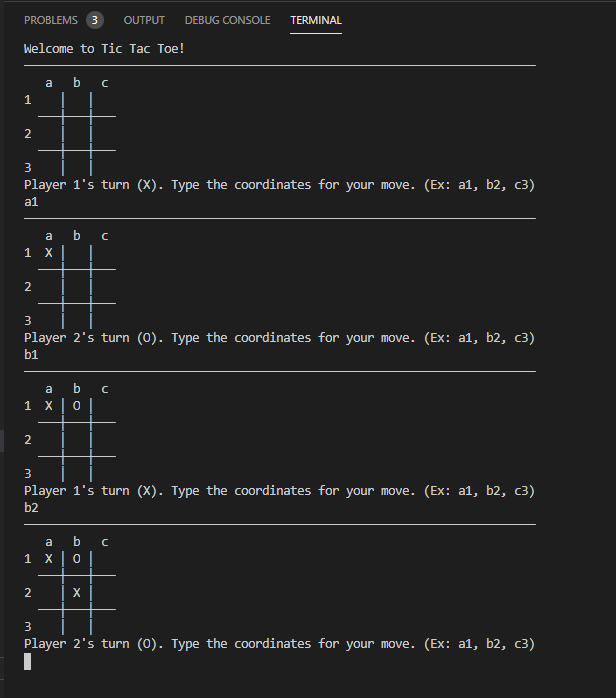 PROBLEMS 3 OUTPUT DEBUG CONSOLE TERMINAL
Welcome to Tic Tac Toe!
a b c
1
2
3
Player 1's turn (X). Type the coordinates for your move. (Ex: a1, b2, c3)
a1
a b c
1 X
2
3
Player 2's turn (O). Type the coordinates for your move. (Ex: a1, b2, c3)
b1
a b c
1 X O
2
3
Player 1's turn (X). Type the coordinates for your move. (Ex: a1, b2, c3)
b2
a b c
1 X O
2 X
3
Player 2's turn (O). Type the coordinates for your move. (Ex: a1, b2, c3)